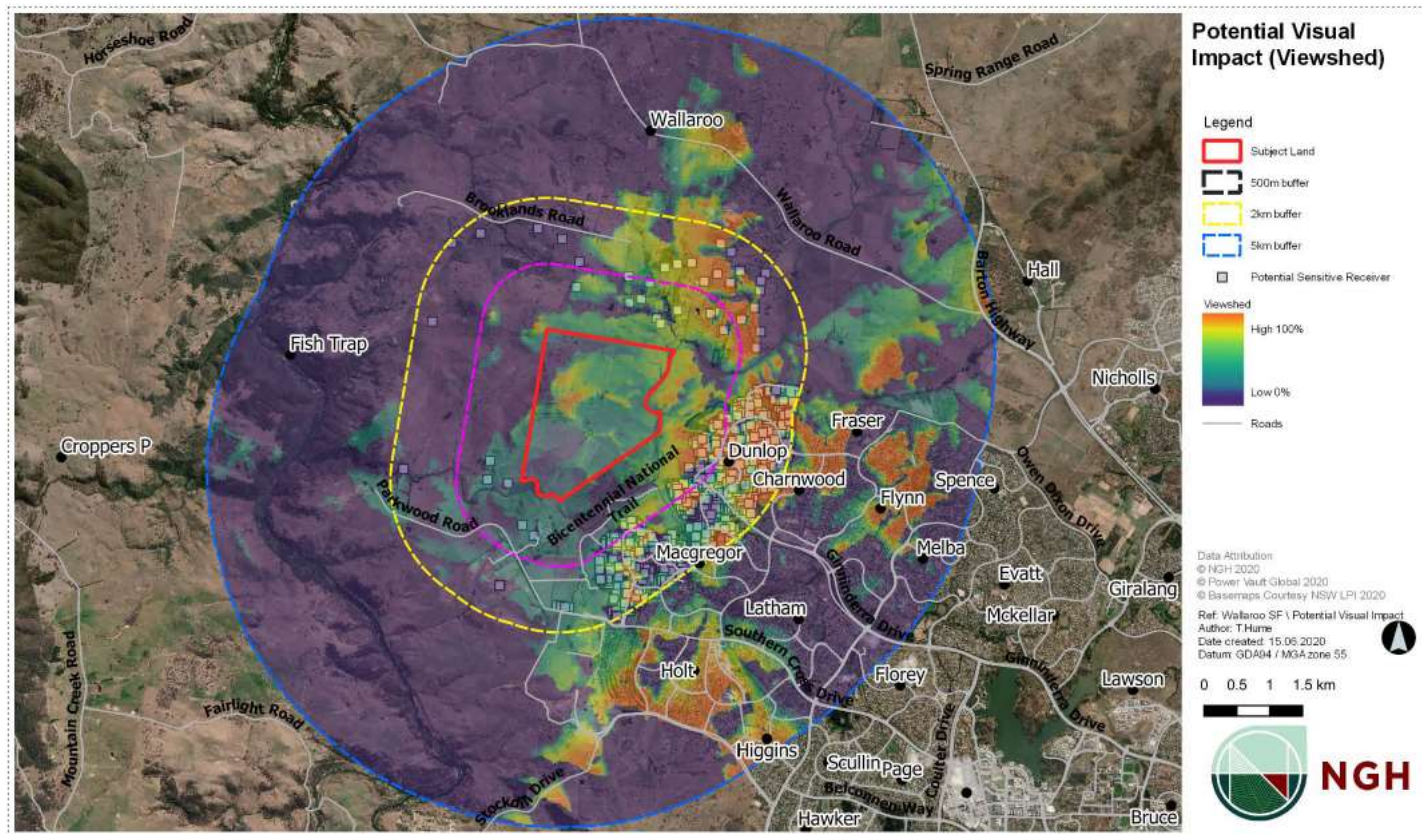 Potential Visual
Impact (Viewshed)
Legend
Subject Land
500m buffer
2km buffer
5km buffer
Potential Sensitive Receiver
Viewshed
High 100%
Low 0%
Roads
Data Attribution
© NGH 2020
© Power Vault Global 2020
© Basemaps Courtesy NSW LPI 2020
Ref: Wallaroo SF \ Potential Visual Impact
Author: T.Hume
Date created: 15.06.2020
Datum: GDA94 / MGA zone 55
0 0.5 1 1.5 km
NGH
Horseshoe Road
Spring Range Road
Wallaroo
Brooklands Road
Wallaroo Road
Barton Highway
Hall
Fish Trap
Nicholls
Croppers P
Fraser
Dunlop
Charnwood
Spence
Owen Dixon Drive
Flynn
Bicentennial National
Trail
Parkwood Road
Macgregor
Melba
Evatt
Giralang
Mckellar
Latham
Ginninderra Drive
Southern Cross Drive
Holt
Florey
Ginninderra Drive
Lawson
Mountain Creek Road
Fairlight Road
Higgins
Coulter Drive
Scullin
Page
Stockdill Drive
Belconnen Way
Hawker
Bruce